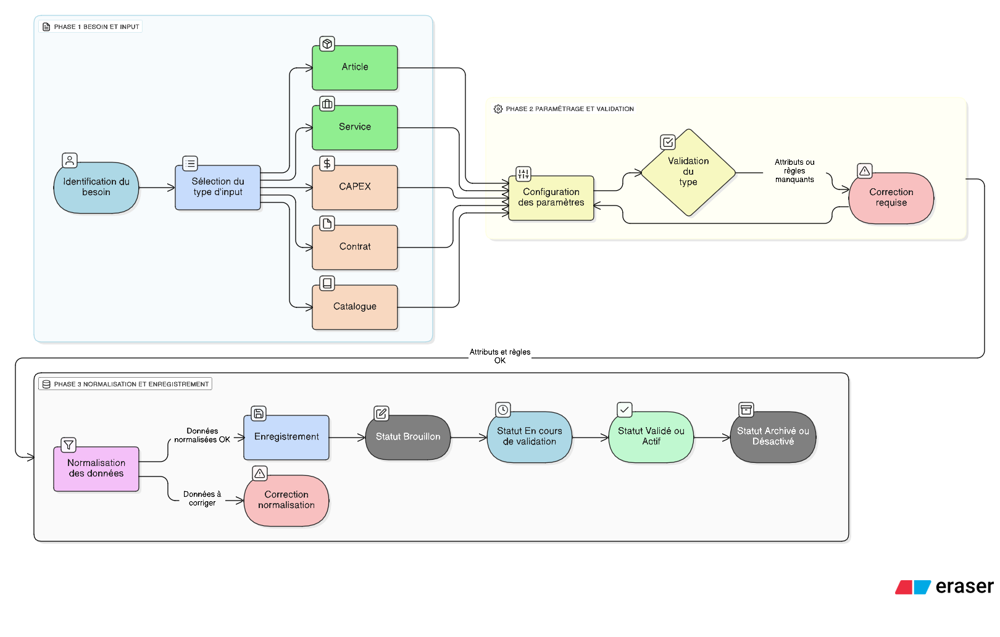 PHASE 1 BESOIN ET INPUT
Identification du
besoin
Sélection du
type d'input
Article
Service
CAPEX
Contrat
Catalogue
PHASE 2 PARAMÉTRAGE ET VALIDATION
Configuration
des paramètres
Validation
du
type
Attributs ou
règles
manquants
Correction
requise
Attributs et règles
OK
PHASE 3 NORMALISATION ET ENREGISTREMENT
Normalisation
des données
Données
normalisées OK
Données à
corriger
Enregistrement
Correction
normalisation
Statut Brouillon
Statut En cours
de validation
Statut Validé ou
Actif
Statut Archivé ou
Désactivé
eraser